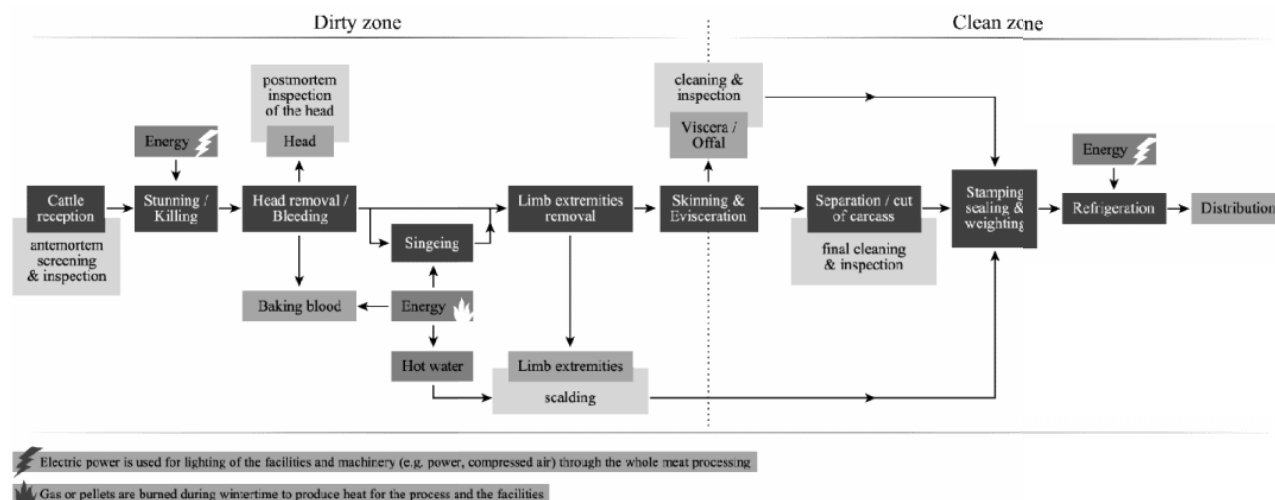 Dirty zone
Clean zone
postmortem
inspection
of the head
Head
cleaning &
inspection
Viscera /
Offal
Energy
Energy
Cattle
reception
antemortem
screening
& inspection
Stunning /
Killing
Head removal /
Bleeding
Singeing
Limb extremities
removal
Skinning &
Evisceration
Separation / cut
of carcass
final cleaning
& inspection
Stamping
sealing &
weighting
Refrigeration
Distribution
Baking blood
Energy
Hot water
Limb extremities
scalding
Electric power is used for lighting of the facilities and machinery (e.g. power, compressed air) through the whole meat processing
Gas or pellets are burned during wintertime to produce heat for the process and the facilities